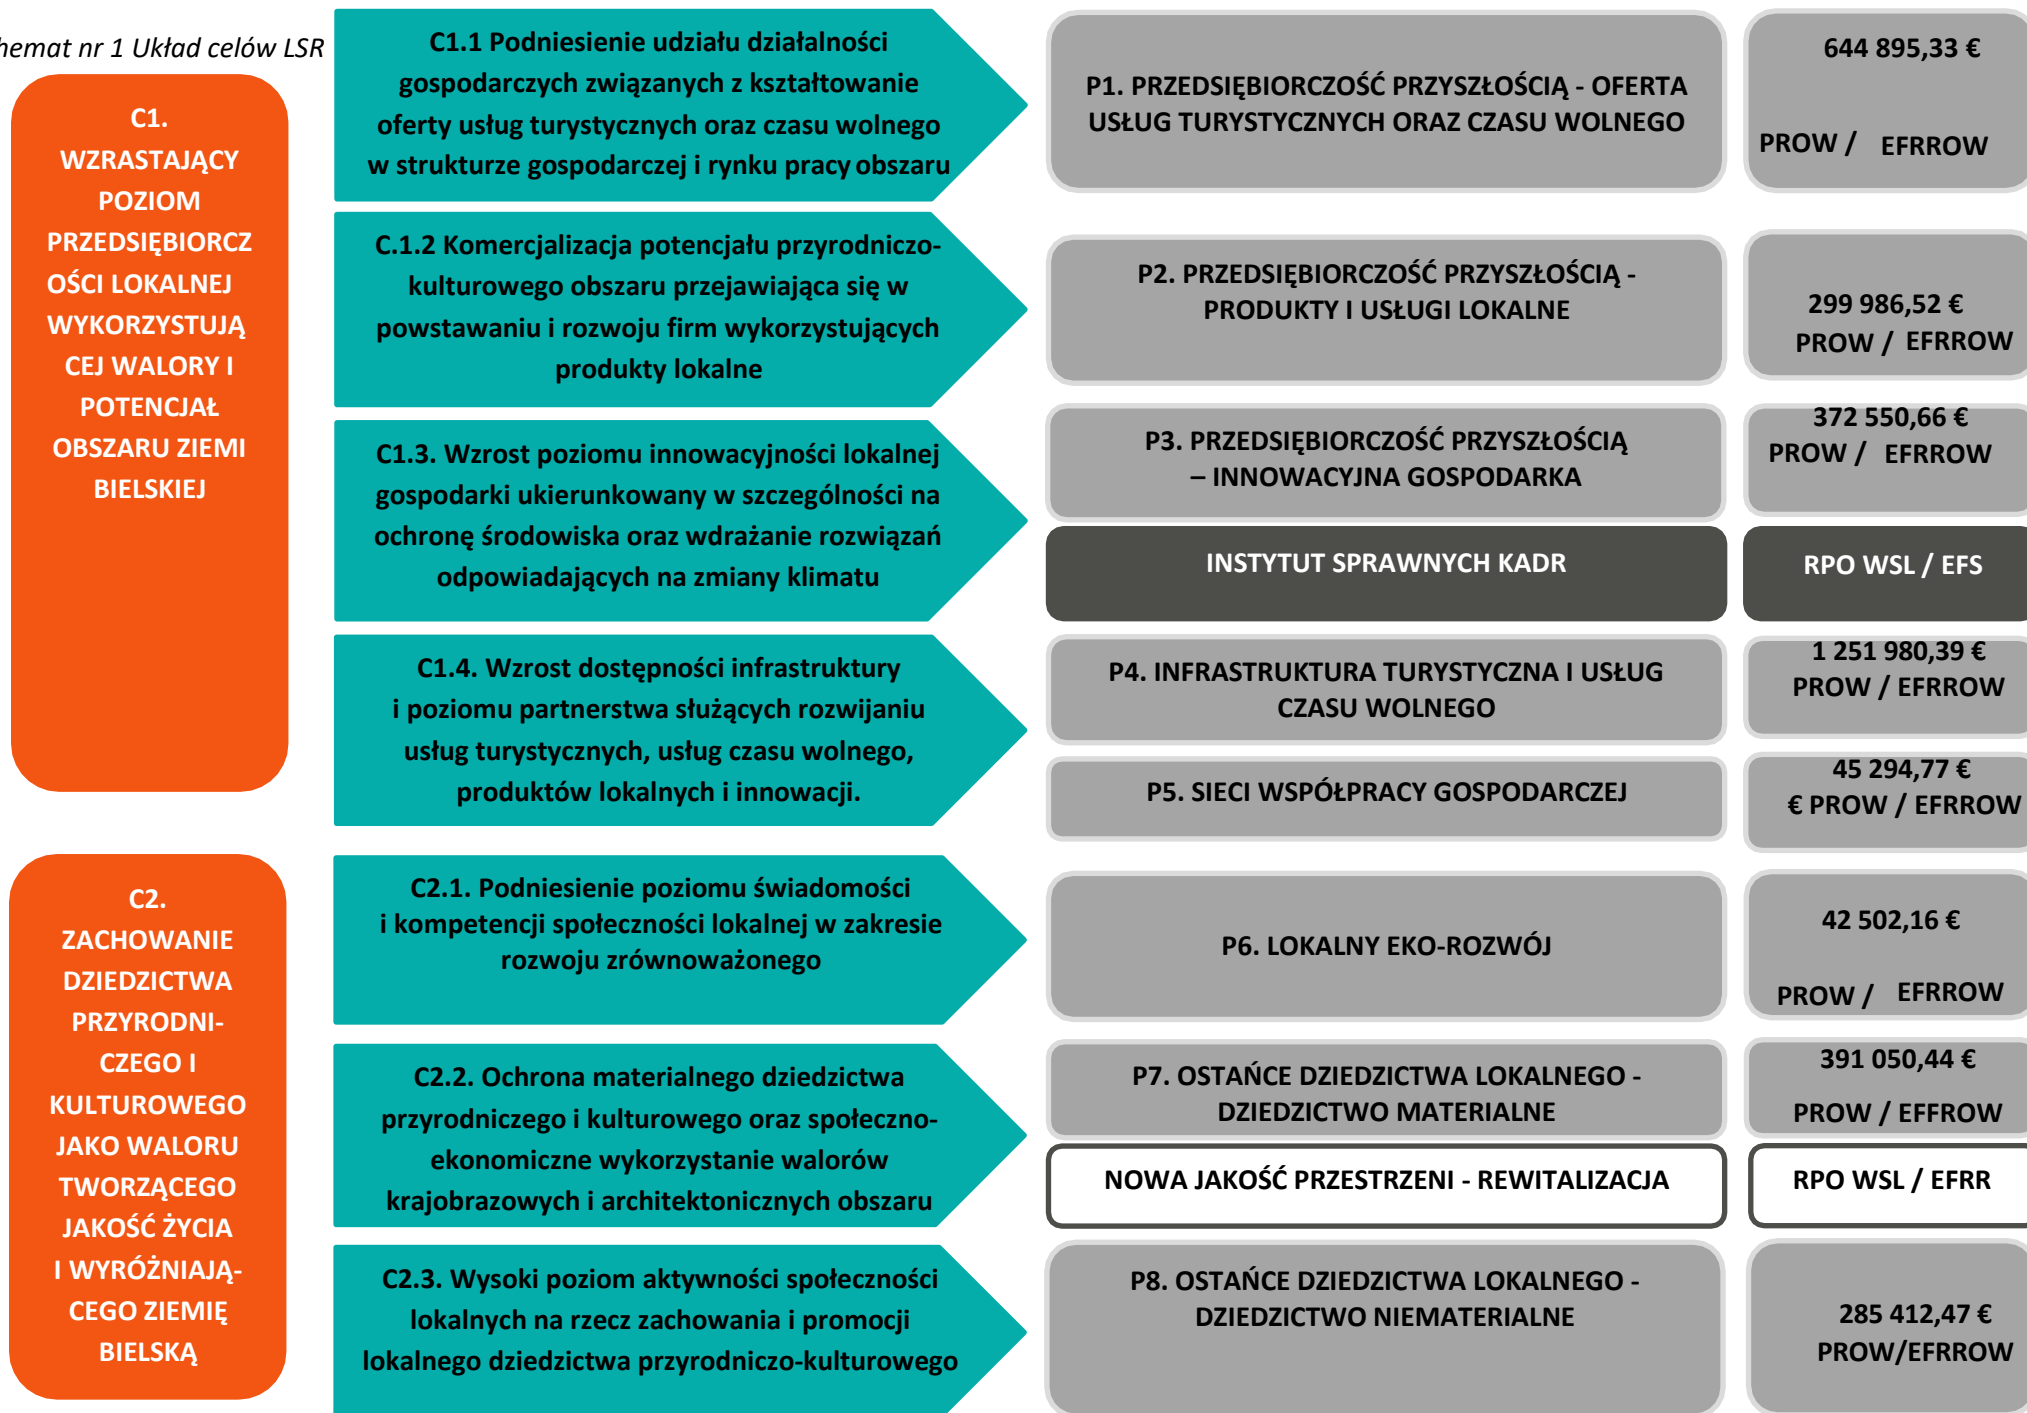 hemat nr 1 Układ celów LSR
C1.
WZRASTAJĄCY
POZIOM
PRZEDSIĘBIORCZ
OŚCI LOKALNEJ
WYKORZYSTUJĄ
CEJ WALORY I
POTENCJAŁ
OBSZARU ZIEMI
BIELSKIEJ
C1.1 Podniesienie udziału działalności
gospodarczych związanych z kształtowanie
oferty usług turystycznych oraz czasu wolnego
w strukturze gospodarczej i rynku pracy obszaru
P1. PRZEDSIĘBIORCZOŚĆ PRZYSZŁOŚCIĄ - OFERTA
USŁUG TURYSTYCZNYCH ORAZ CZASU WOLNEGO
644 895,33 €
PROW / EFRROW
C.1.2 Komercjalizacja potencjału przyrodniczo-
kulturowego obszaru przejawiająca się w
powstawaniu i rozwoju firm wykorzystujących
produkty lokalne
P2. PRZEDSIĘBIORCZOŚĆ PRZYSZŁOŚCIĄ -
PRODUKTY I USŁUGI LOKALNE
299 986,52 €
PROW / EFRROW
C1.3. Wzrost poziomu innowacyjności lokalnej
gospodarki ukierunkowany w szczególności na
ochronę środowiska oraz wdrażanie rozwiązań
odpowiadających na zmiany klimatu
P3. PRZEDSIĘBIORCZOŚĆ PRZYSZŁOŚCIĄ
– INNOWACYJNA GOSPODARKA
372 550,66 €
PROW / EFRROW
INSTYTUT SPRAWNYCH KADR
RPO WSL / EFS
C1.4. Wzrost dostępności infrastruktury
i poziomu partnerstwa służących rozwijaniu
usług turystycznych, usług czasu wolnego,
produktów lokalnych i innowacji.
P4. INFRASTRUKTURA TURYSTYCZNA I USŁUG
CZASU WOLNEGO
1 251 980,39 €
PROW / EFRROW
P5. SIECI WSPÓŁPRACY GOSPODARCZEJ
45 294,77 €
€ PROW / EFRROW
C2.
ZACHOWANIE
DZIEDZICTWA
PRZYRODNI-
CZEGO I
KULTUROWEGO
JAKO WALORU
TWORZĄCEGO
JAKOŚĆ ŻYCIA
I WYRÓŻNIAJĄ-
CEGO ZIEMIĘ
BIELSKĄ
C2.1. Podniesienie poziomu świadomości
i kompetencji społeczności lokalnej w zakresie
rozwoju zrównoważonego
P6. LOKALNY EKO-ROZWÓJ
42 502,16 €
PROW / EFRROW
C2.2. Ochrona materialnego dziedzictwa
przyrodniczego i kulturowego oraz społeczno-
ekonomiczne wykorzystanie walorów
krajobrazowych i architektonicznych obszaru
P7. OSTAŃCE DZIEDZICTWA LOKALNEGO -
DZIEDZICTWO MATERIALNE
391 050,44 €
PROW / EFFROW
NOWA JAKOŚĆ PRZESTRZENI - REWITALIZACJA
RPO WSL / EFRR
C2.3. Wysoki poziom aktywności społeczności
lokalnych na rzecz zachowania i promocji
lokalnego dziedzictwa przyrodniczo-kulturowego
P8. OSTAŃCE DZIEDZICTWA LOKALNEGO -
DZIEDZICTWO NIEMATERIALNE
285 412,47 €
PROW/EFRROW